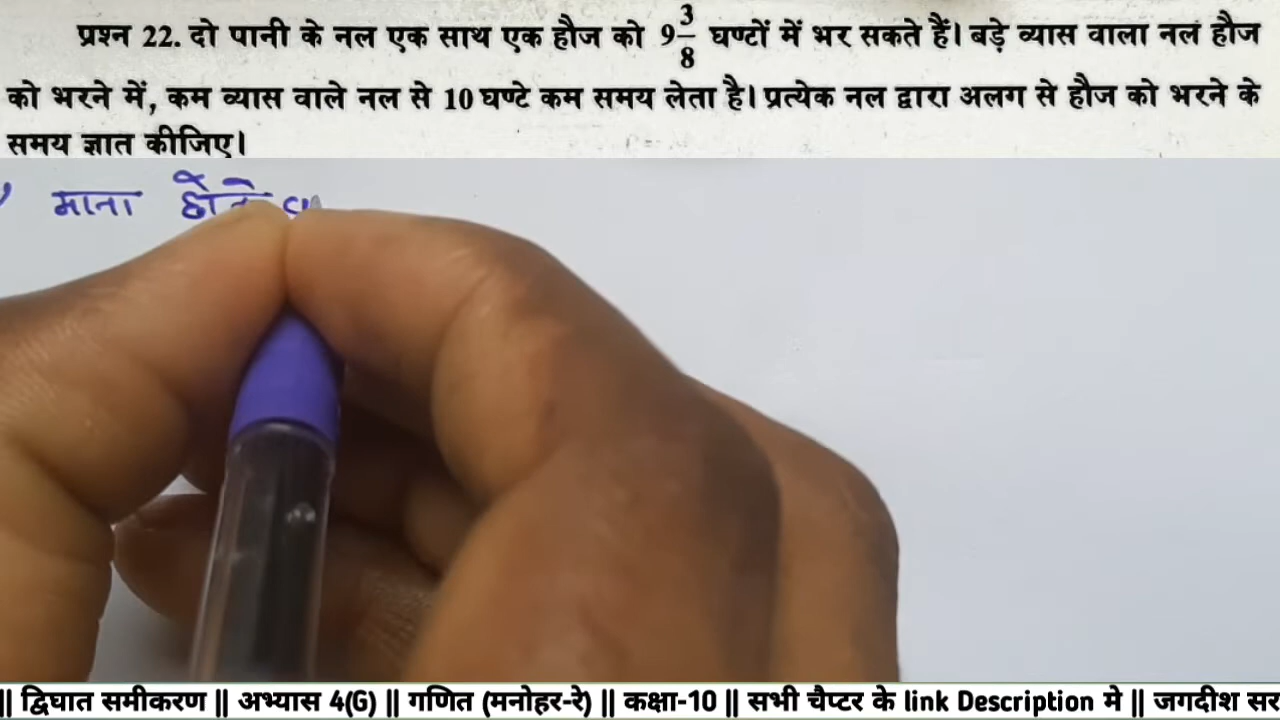 प्रश्न 22. दो पानी के नल एक साथ एक हौज को 9 3/8 घण्टों में भर सकते हैं। बड़े व्यास वाला नल हौज
को भरने में, कम व्यास वाले नल से 10 घण्टे कम समय लेता है। प्रत्येक नल द्वारा अलग से हौज को भरने के
समय ज्ञात कीजिए।
माना
|| द्विघात समीकरण || अभ्यास 4(G) || गणित (मनोहर-रे) || कक्षा-10 || सभी चैप्टर के link Description मे || जगदीश सर